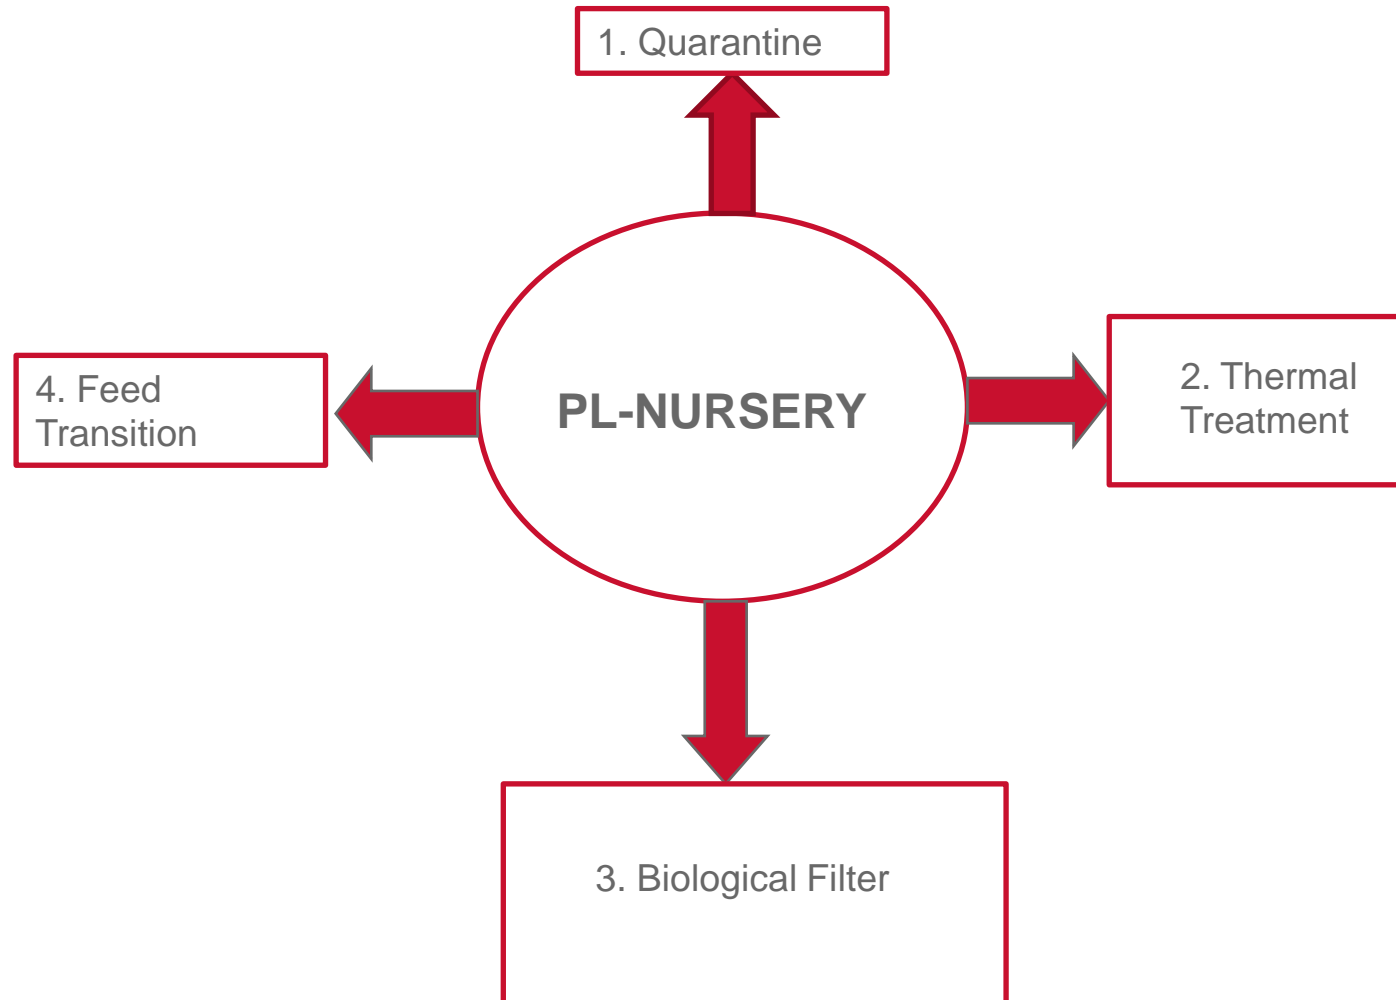 1. Quarantine
4. Feed
Transition
PL-NURSERY
2. Thermal
Treatment
3. Biological Filter